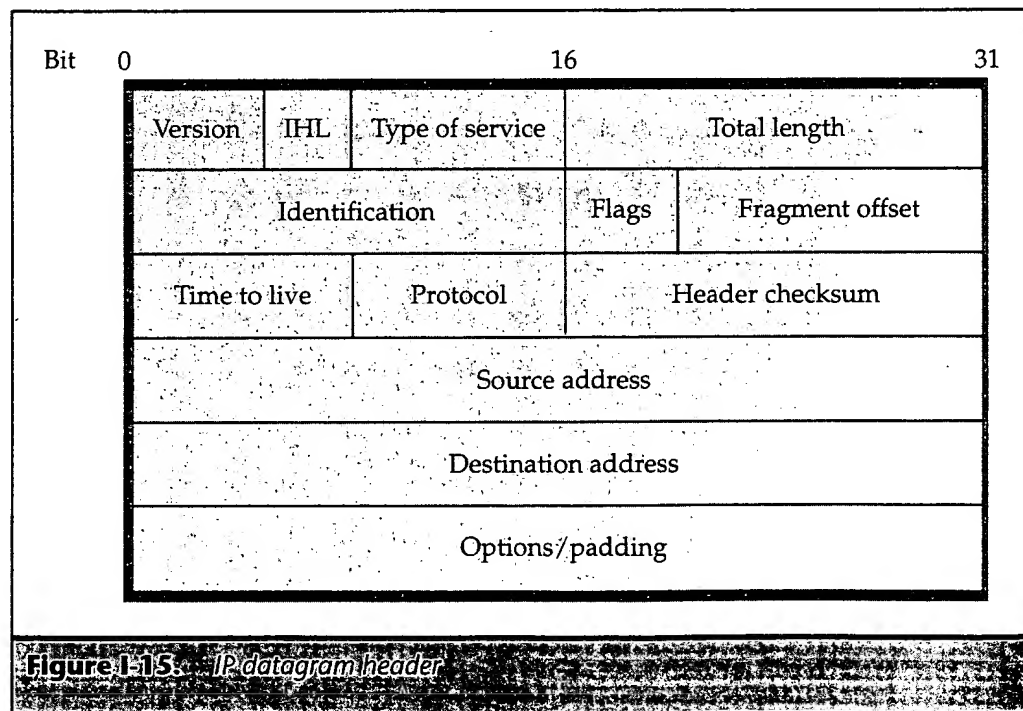 Bit 0 16 31
Version IHL Type of service Total length
Identification Flags Fragment offset
Time to live Protocol Header checksum
Source address
Destination address
Options/padding
Figure I-15. IP datagram header